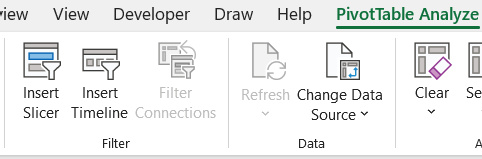 view View Developer Draw Help PivotTable Analyze
Insert Slicer
Insert Timeline
Filter Connections
Refresh
Change Data Source
Clear
Filter
Data